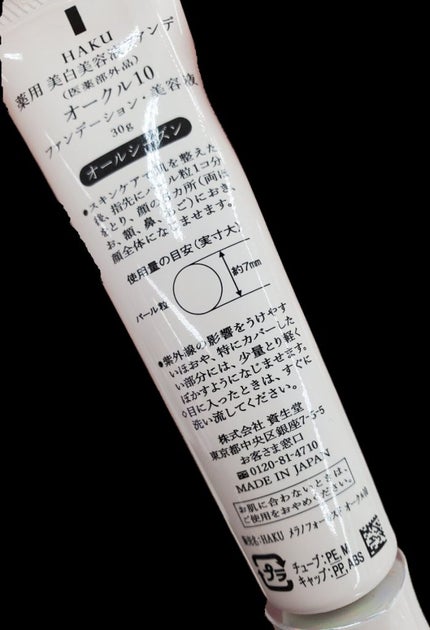 HAKU
薬用 美白美容液ファンデ
(医薬部外品)
オークル10
ファンデーション・美容液
30g
オールシーズン
●スキンケアで肌を整えた
後、指先にパール粒1コ分
をとり、顔の5カ所(両ほ
お、額、鼻、あご)におき、
顔全体になじませます。
使用量の目安(実寸大)
約7mm
パール粒
●紫外線の影響をうけやす
いほおや、特にカバーした
い部分には、少量とり軽く
ぼかすようになじませます。
○目に入ったときは、すぐに
洗い流してください。
株式会社 資生堂
東京都中央区銀座7-5-5
お客さま窓口
0120-81-4710
MADE IN JAPAN
お肌に合わないときは、
ご使用をおやめください。
販売名:HAKU メラノフォー
プラ
チューブ:PE,M
キャップ:PP,ABS